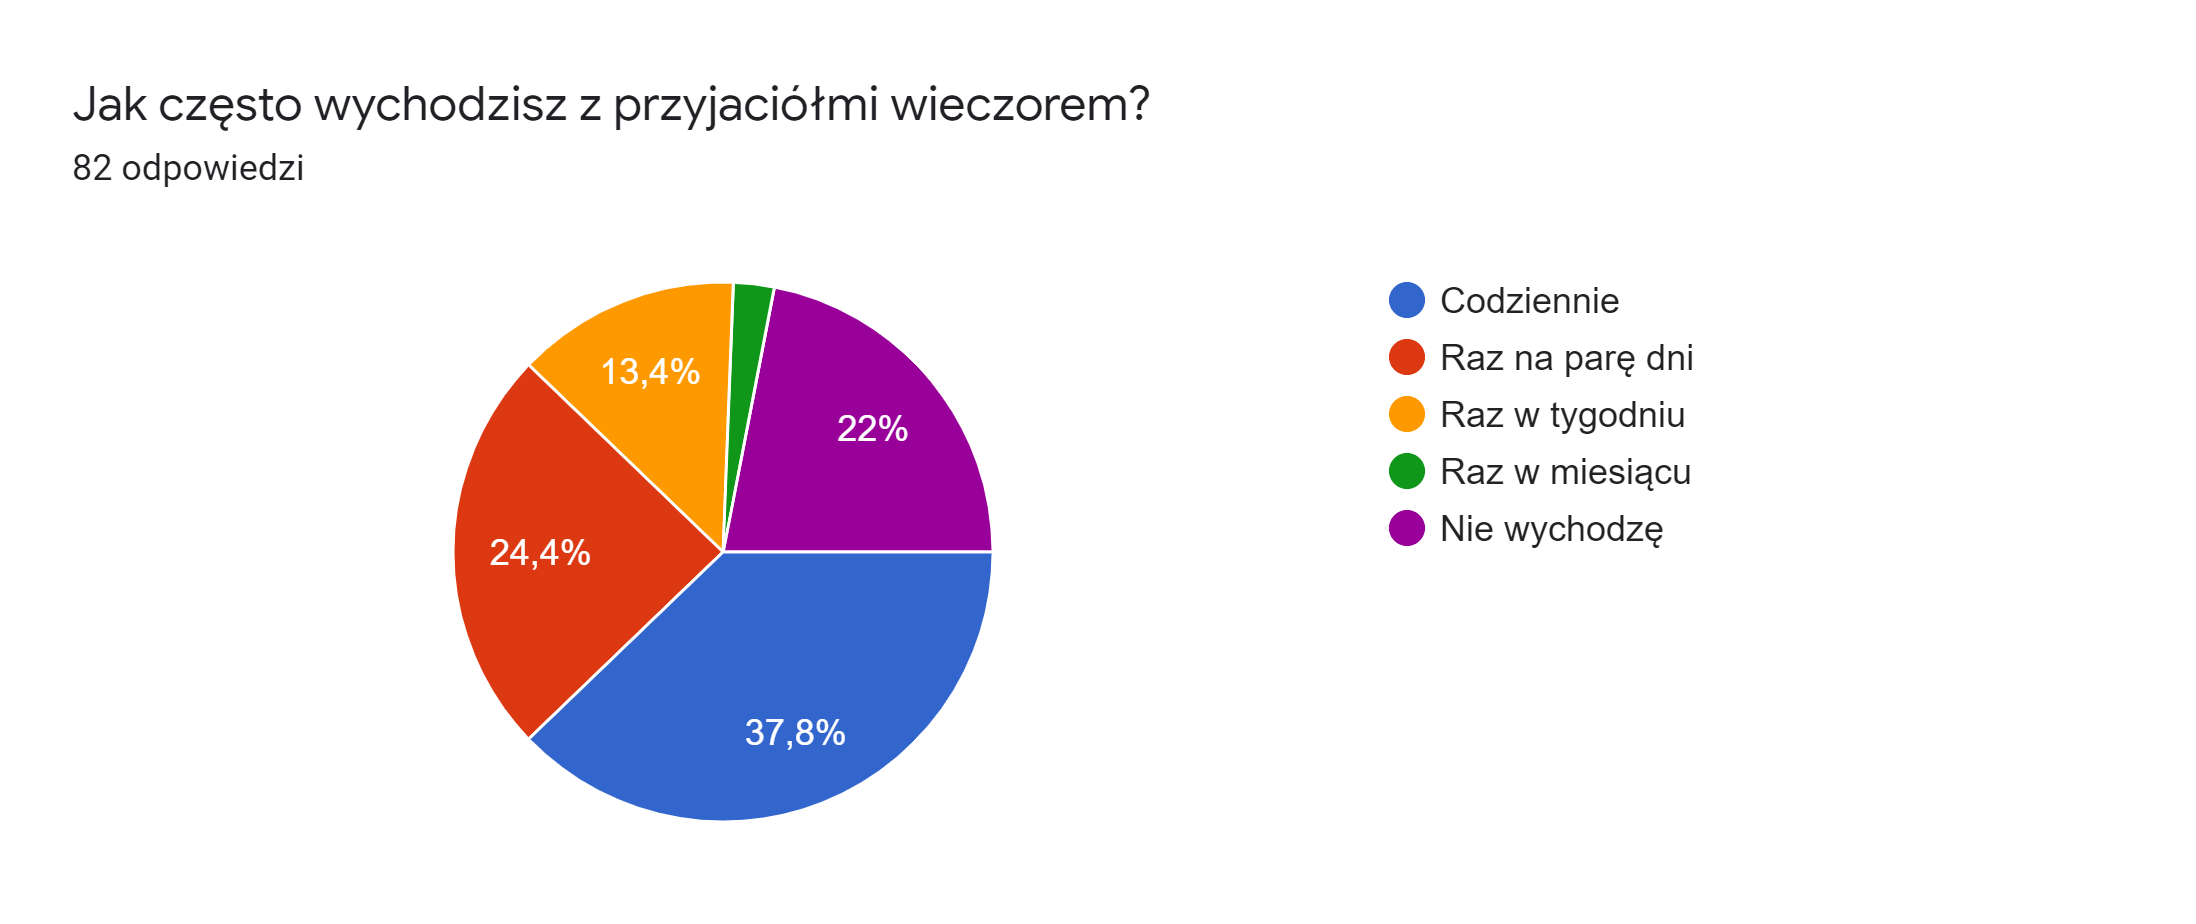 Jak często wychodzisz z przyjaciółmi wieczorem?
82 odpowiedzi
13,4%
22%
24,4%
37,8%
Codziennie
Raz na parę dni
Raz w tygodniu
Raz w miesiącu
Nie wychodzę